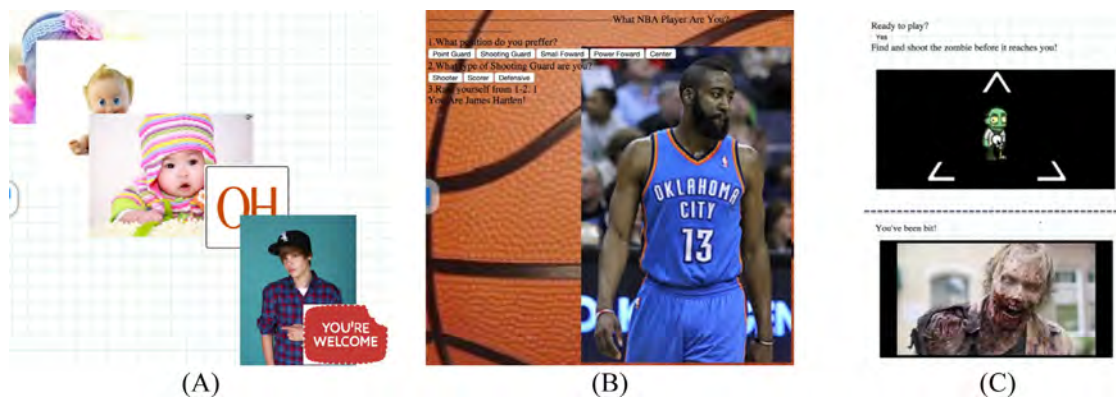 OH
YOU'RE
WELCOME
(A)
What NBA Player Are You?
1.What position do you preffer?
Point Guard Shooting Guard Small Foward Power Foward Center
2.What type of Shooting Guard are you?
Shooter Scorer Defensive
3.Rate yourself from 1-2. 1
You Are James Harden!
OKLAHOMA
CITY
13
(B)
Ready to play?
Yes
Find and shoot the zombie before it reaches you!
You've been bit!
(C)